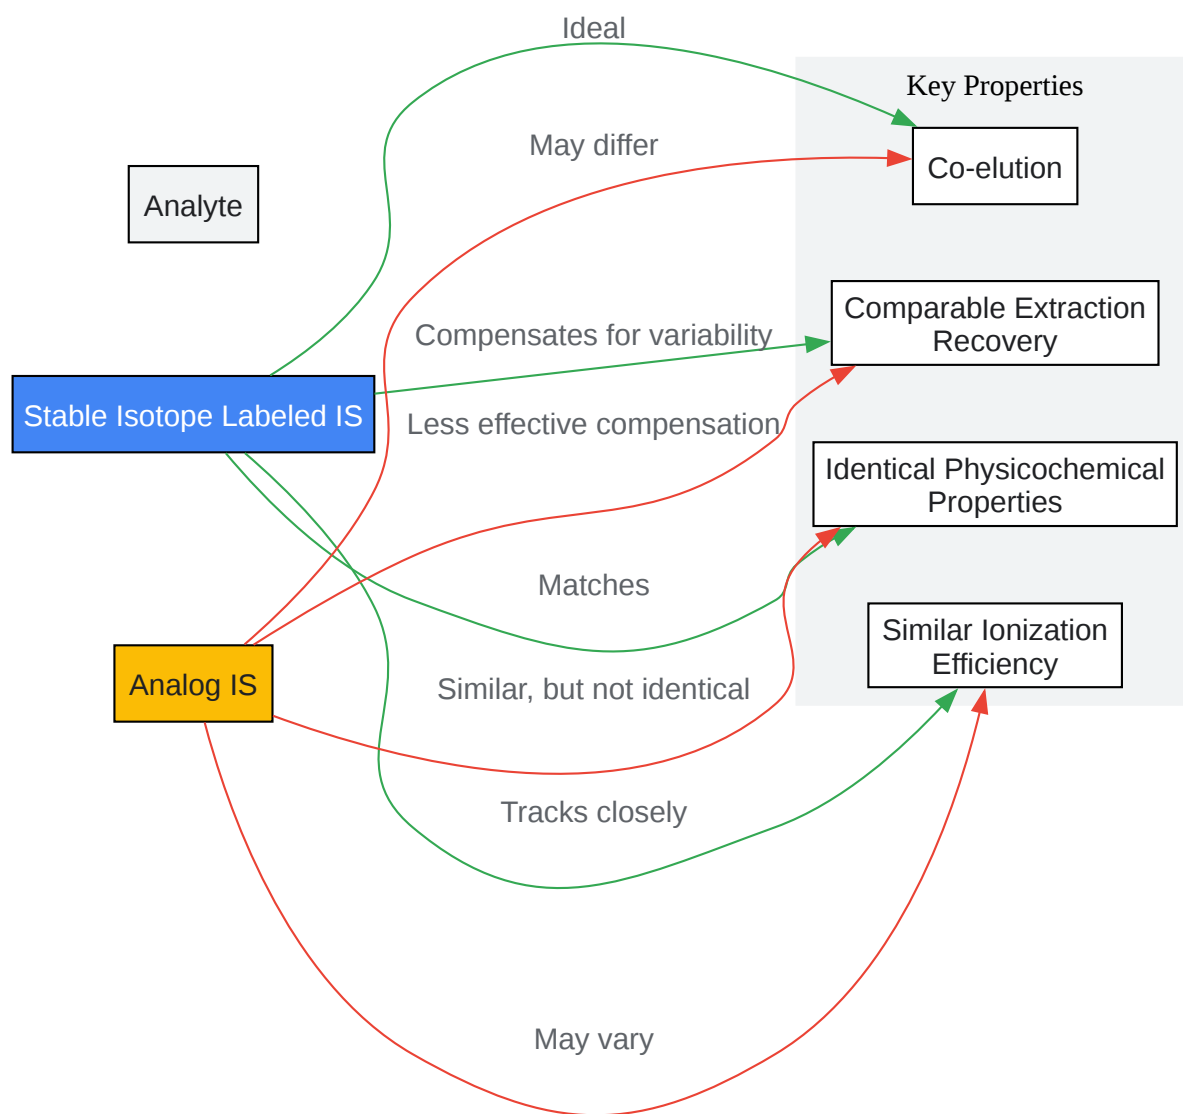 Ideal
Key Properties
May differ
Co-elution
Analyte
Comparable Extraction
Recovery
Compensates for variability
Stable Isotope Labeled IS
Less effective compensation
Identical Physicochemical
Properties
Matches
Similar Ionization
Efficiency
Analog IS
Similar, but not identical
Tracks closely
May vary